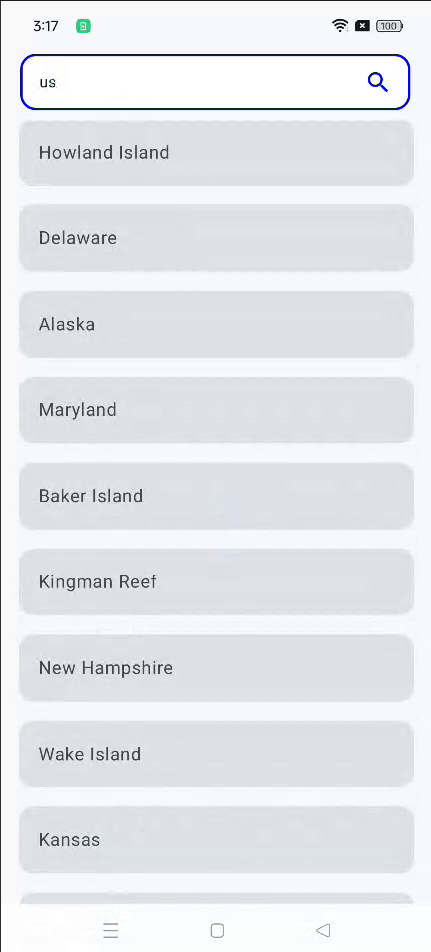 3:17
100
us
Howland Island
Delaware
Alaska
Maryland
Baker Island
Kingman Reef
New Hampshire
Wake Island
Kansas